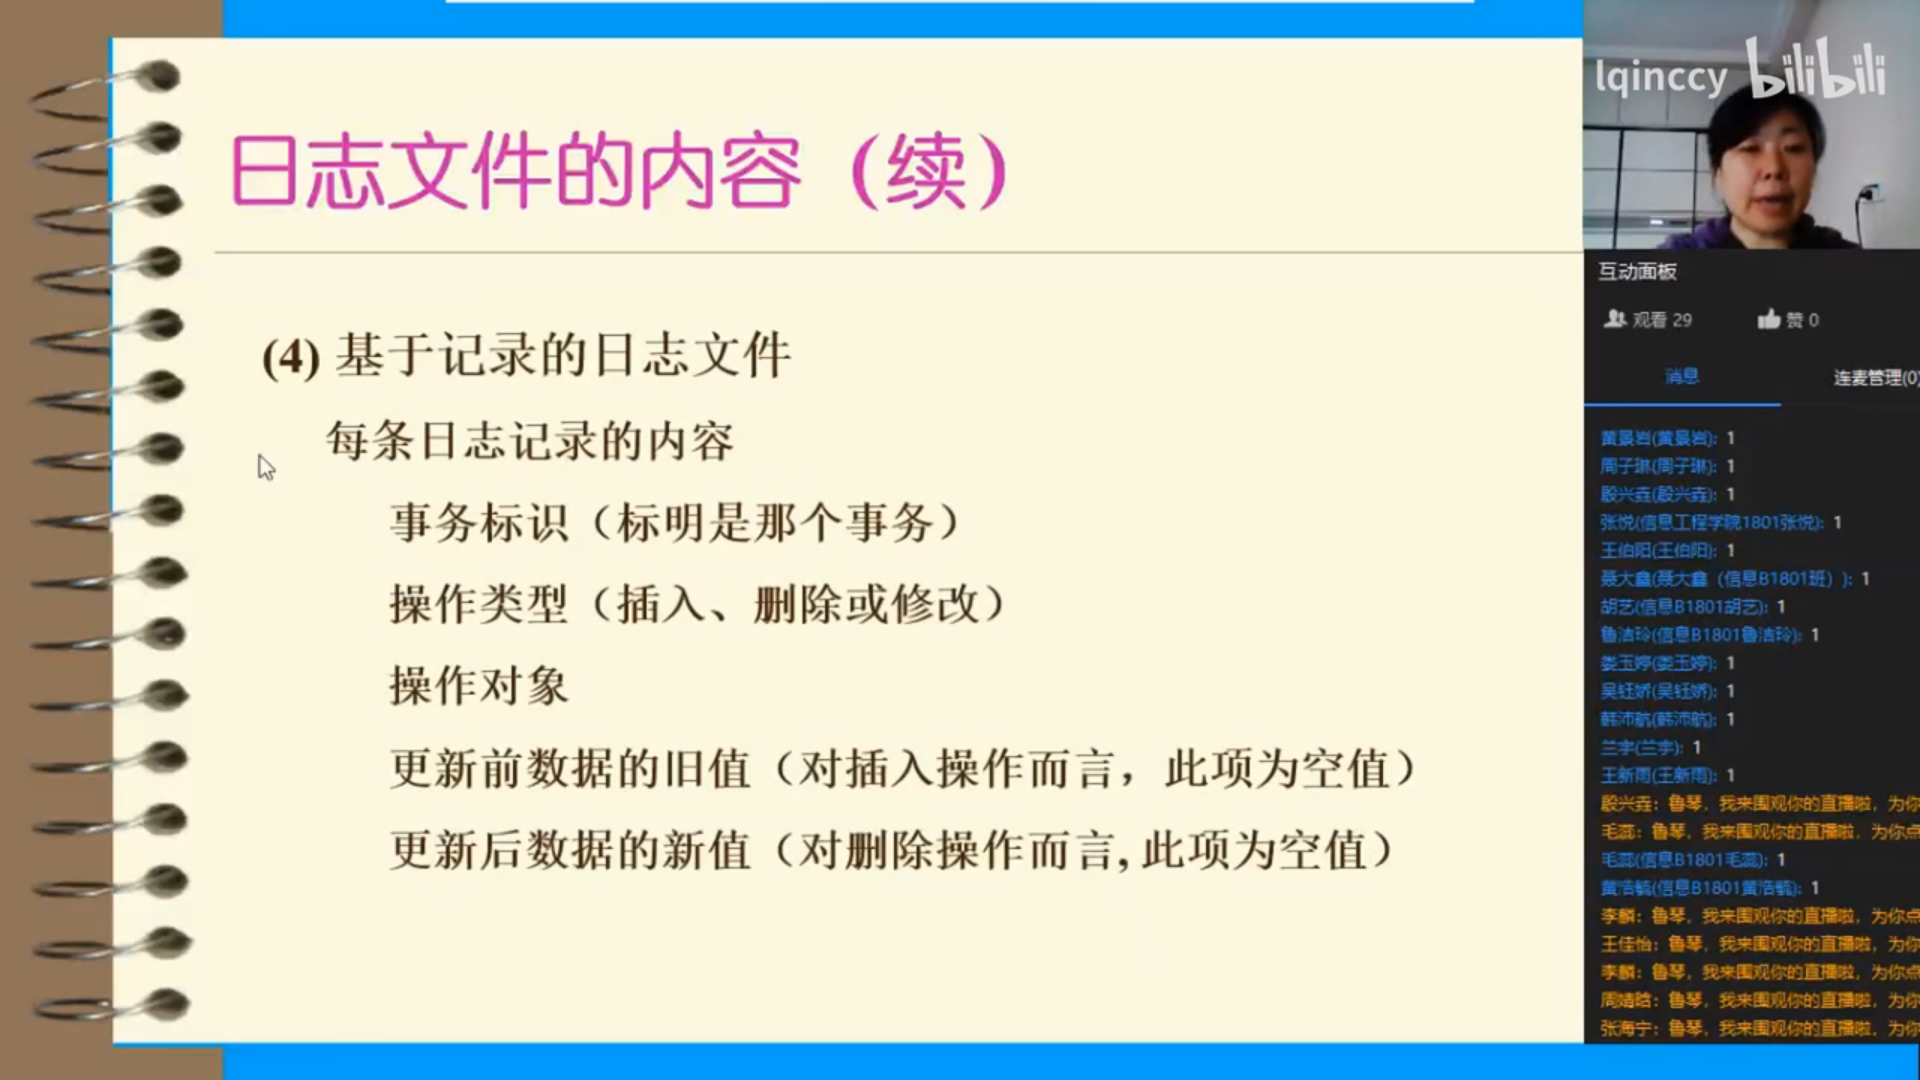 日志文件的内容（续）
(4) 基于记录的日志文件
每条日志记录的内容
事务标识（标明是那个事务）
操作类型（插入、删除或修改）
操作对象
更新前数据的旧值（对插入操作而言，此项为空值）
更新后数据的新值（对删除操作而言, 此项为空值）
lqinccy bilibili
互动面板
观看 29 赞 0
消息 连麦管理(0)
黄景岩(黄景岩): 1
周子琳(周子琳): 1
殷兴垚(殷兴垚): 1
张悦(信息工程学院1801张悦): 1
王伯阳(王伯阳): 1
聂大鑫(聂大鑫（信息B1801班）): 1
胡艺(信息B1801胡艺): 1
鲁洁玲(信息B1801鲁洁玲): 1
娄玉婷(娄玉婷): 1
吴钰娇(吴钰娇): 1
韩沛航(韩沛航): 1
兰宇(兰宇): 1
王新雨(王新雨): 1
殷兴垚: 鲁琴，我来围观你的直播啦，为你
毛蕊: 鲁琴，我来围观你的直播啦，为你点
毛蕊(信息B1801毛蕊): 1
黄浩毓(信息B1801黄浩毓): 1
李麟: 鲁琴，我来围观你的直播啦，为你点
王佳怡: 鲁琴，我来围观你的直播啦，为你
李麟: 鲁琴，我来围观你的直播啦，为你点
周婧晗: 鲁琴，我来围观你的直播啦，为你
张海宁: 鲁琴，我来围观你的直播啦，为你